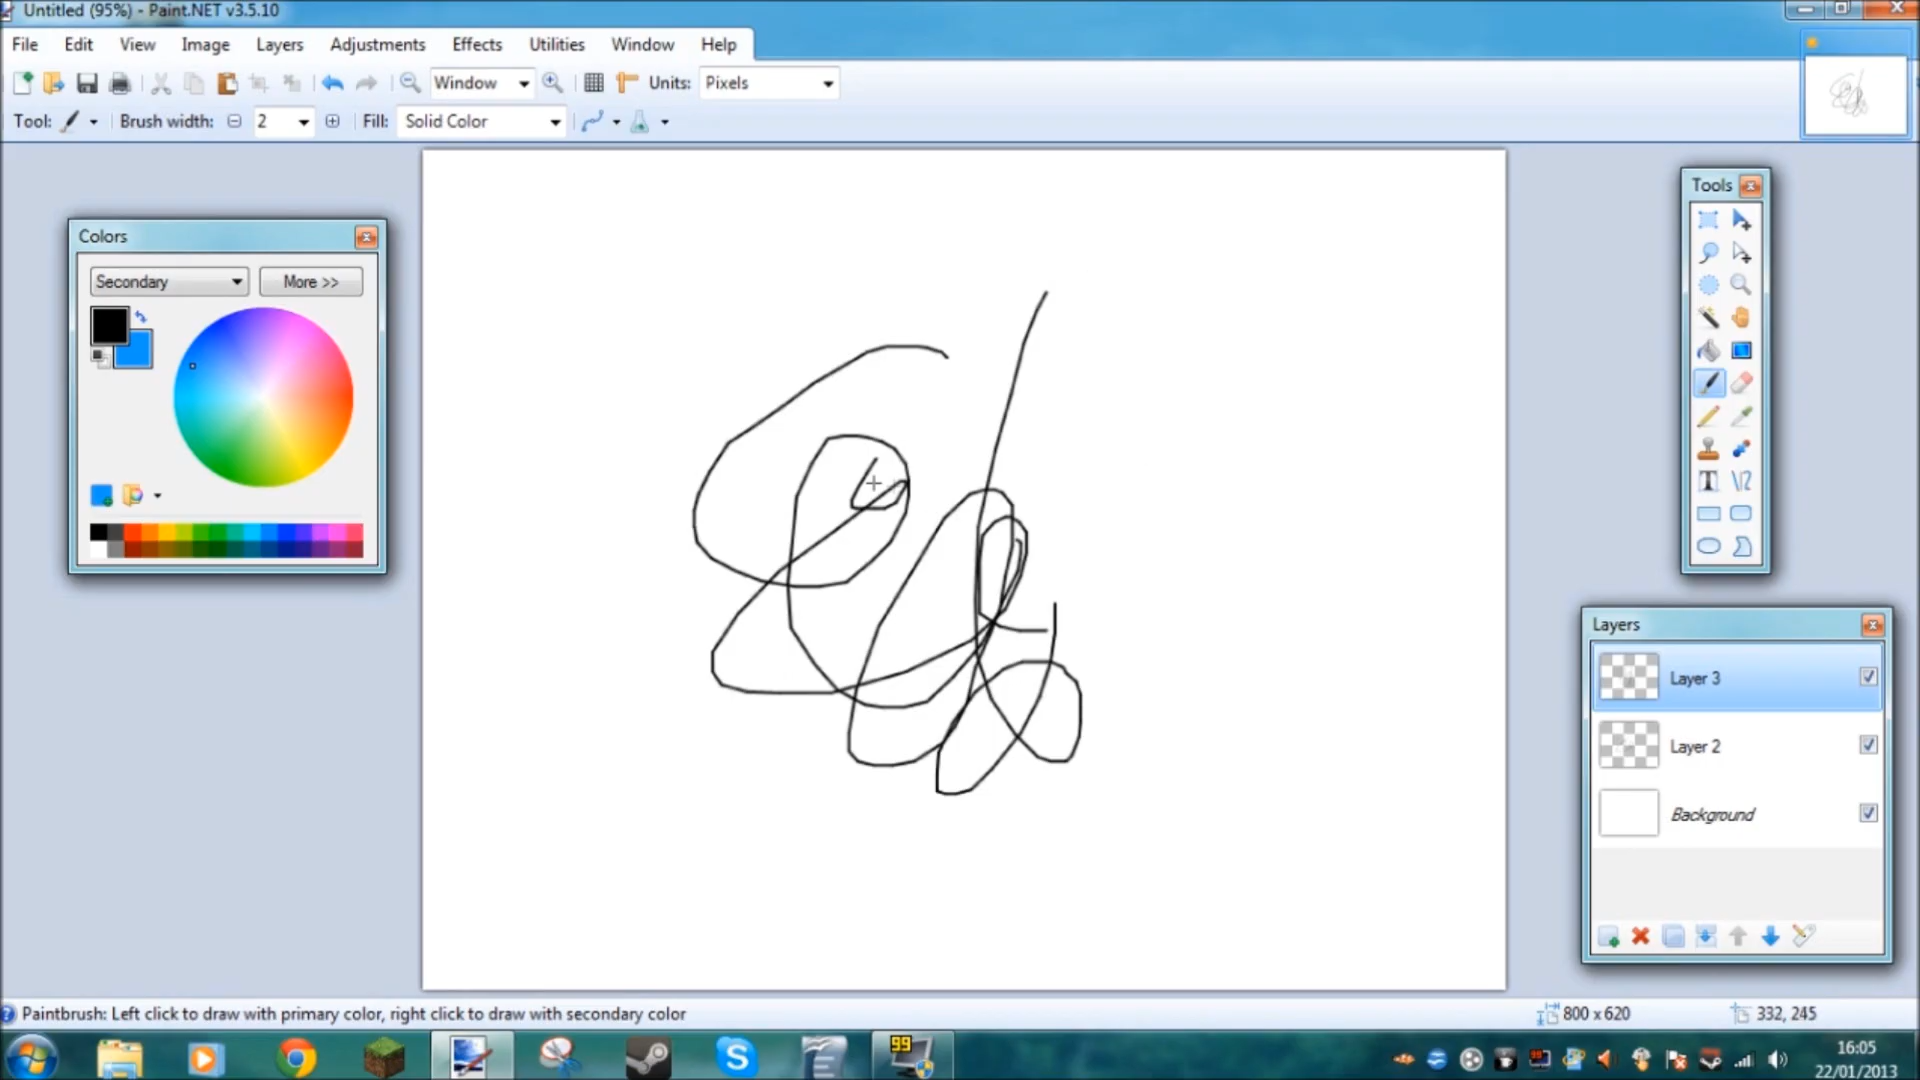 Untitled (95%) - Paint.NET v3.5.10
File Edit View Image Layers Adjustments Effects Utilities Window Help
Window Units: Pixels
Tool: Brush width: 2 Fill: Solid Color
Tools
Colors
Secondary More >>
Layers
Layer 3
Layer 2
Background
Paintbrush: Left click to draw with primary color, right click to draw with secondary color 800 x 620 332, 245
99
16:05
22/01/2013